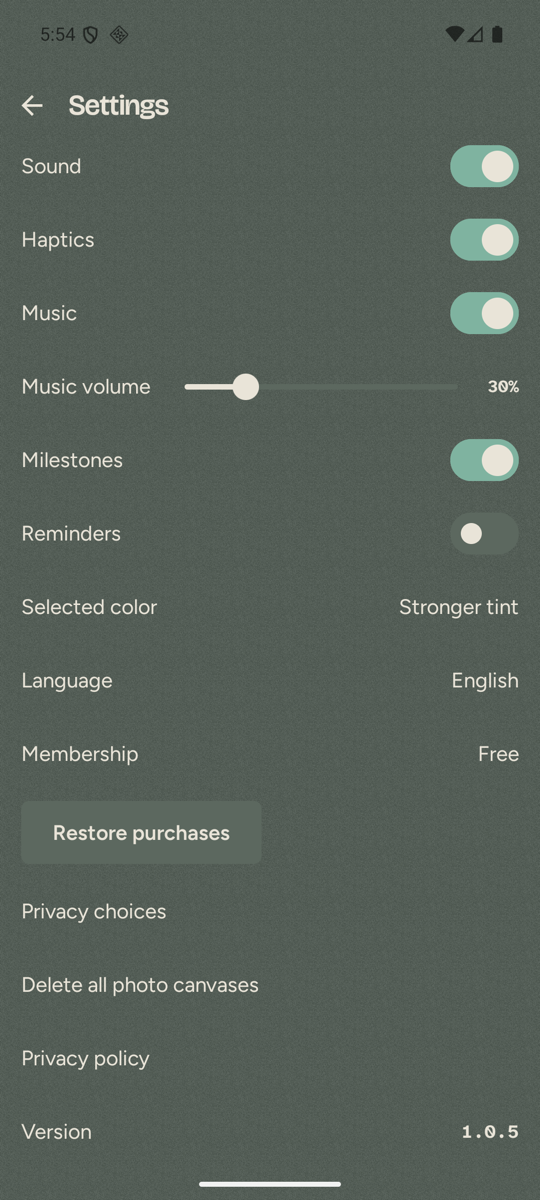 5:54
Settings
Sound
Haptics
Music
Music volume 30%
Milestones
Reminders
Selected color Stronger tint
Language English
Membership Free
Restore purchases
Privacy choices
Delete all photo canvases
Privacy policy
Version 1.0.5